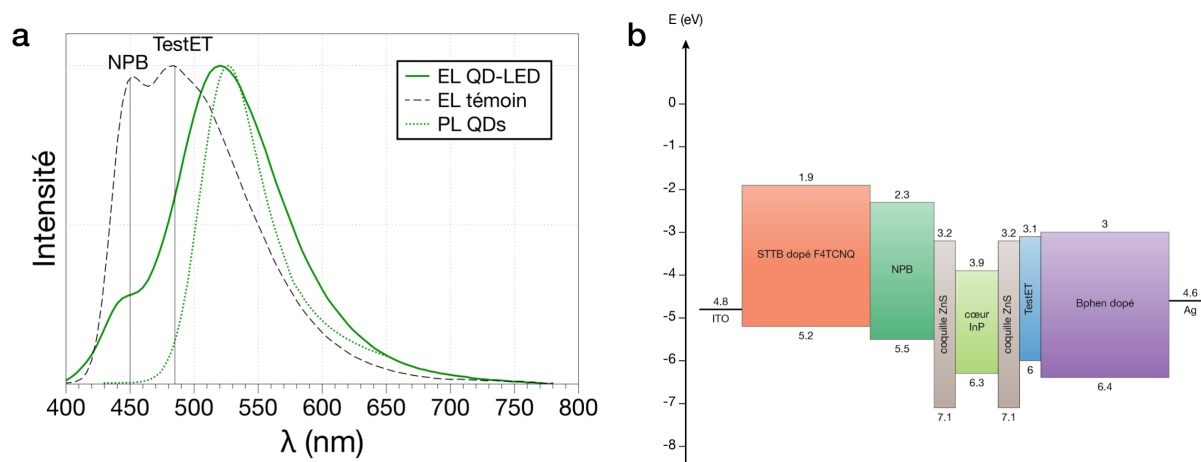 a
NPB
TestET
EL QD-LED
EL témoin
PL QDs
Intensité
400 450 500 550 600 650 700 750 800
λ (nm)
b
E (eV)
0
-1
-2
-3
-4
-5
-6
-7
-8
4.8
ITO
1.9
STTB dopé F4TCNQ
5.2
2.3
NPB
5.5
3.2
coquille ZnS
7.1
3.9
cœur
InP
6.3
3.2
coquille ZnS
7.1
3.1
TestET
6
3
Bphen dopé
6.4
4.6
Ag